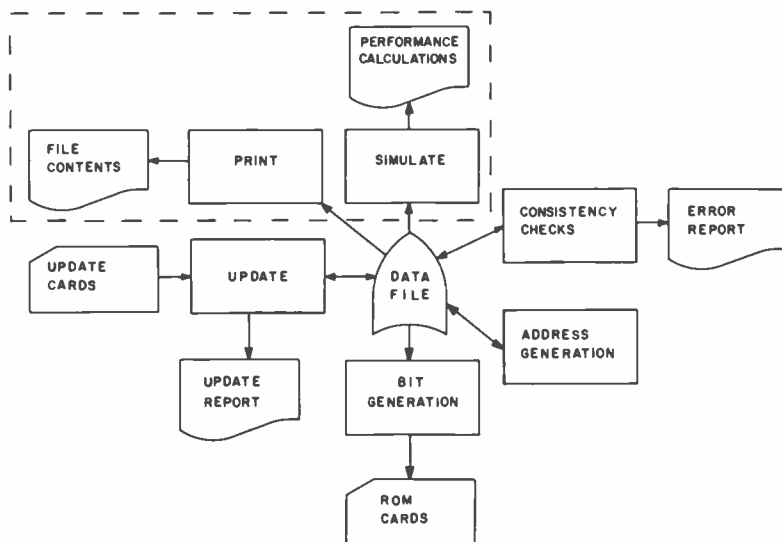 PERFORMANCE
CALCULATIONS
FILE
CONTENTS
PRINT
SIMULATE
CONSISTENCY
CHECKS
ERROR
REPORT
UPDATE
CARDS
UPDATE
DATA
FILE
ADDRESS
GENERATION
UPDATE
REPORT
BIT
GENERATION
ROM
CARDS